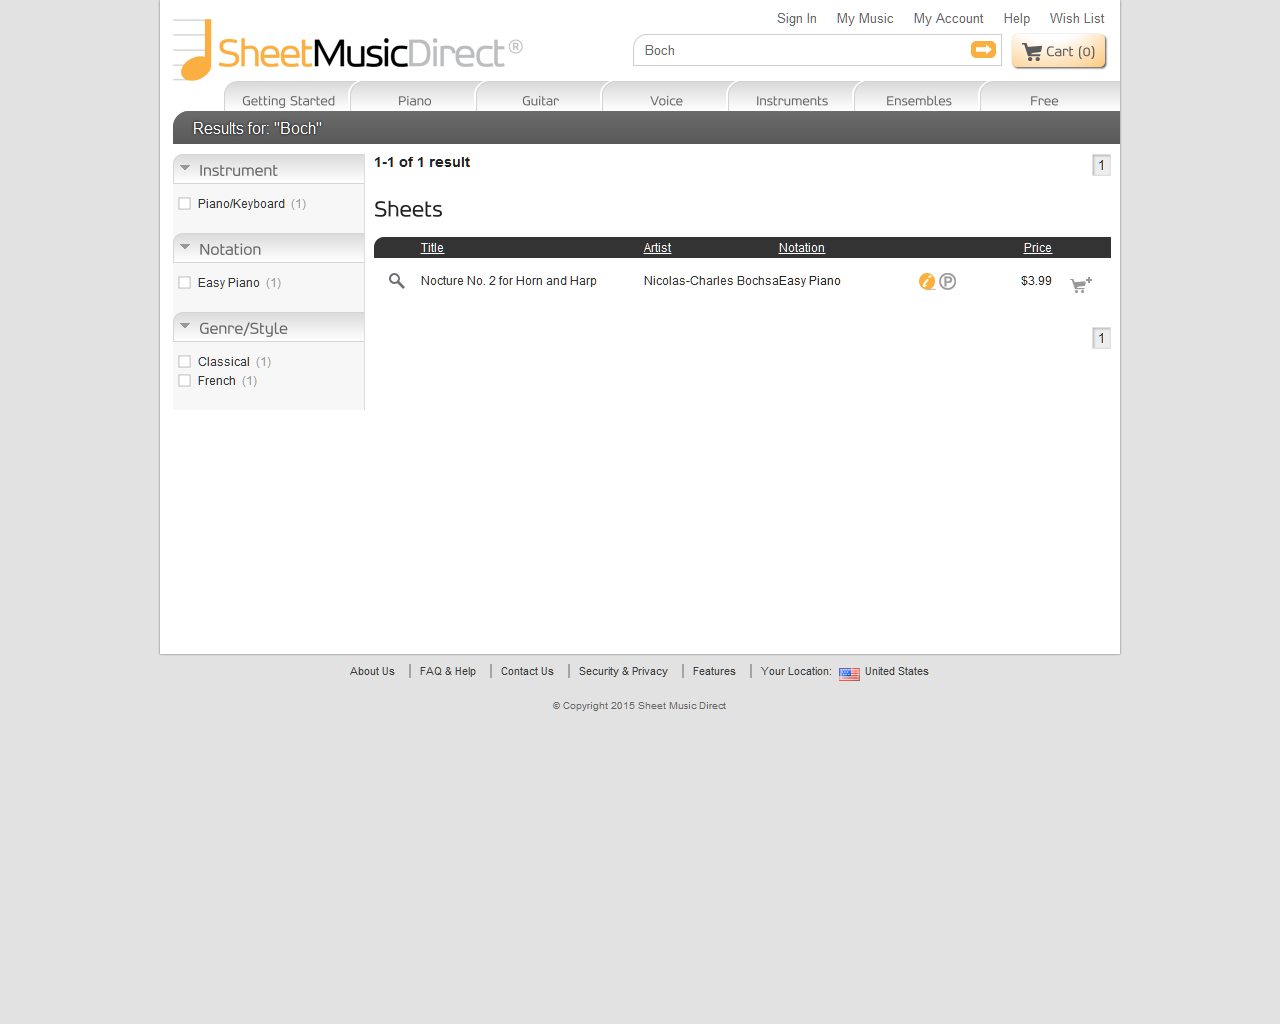 Sign In My Music My Account Help Wish List
SheetMusicDirect®
Boch
Cart (0)
Getting Started Piano Guitar Voice Instruments Ensembles Free
Results for: "Boch"
Instrument
Piano/Keyboard (1)
Notation
Easy Piano (1)
Genre/Style
Classical (1)
French (1)
1-1 of 1 result 1
Sheets
Title Artist Notation Price
Nocture No. 2 for Horn and Harp Nicolas-Charles BochsaEasy Piano i P $3.99
1
About Us FAQ & Help Contact Us Security & Privacy Features Your Location: United States
© Copyright 2015 Sheet Music Direct